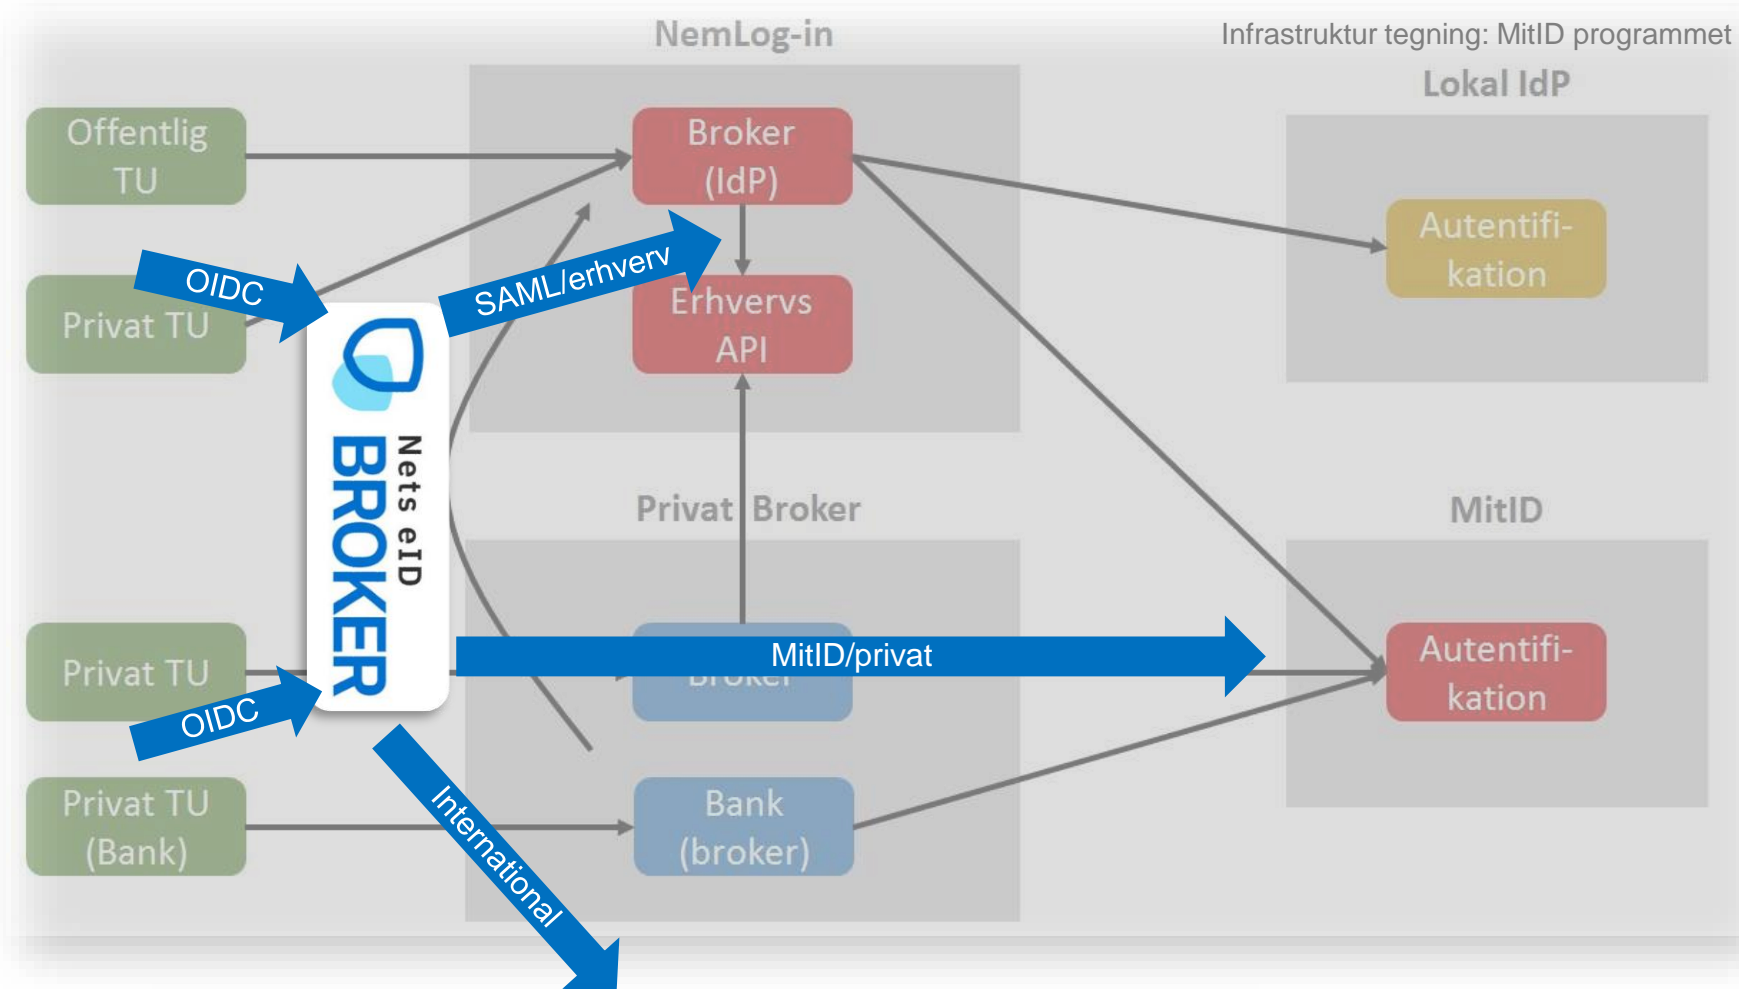 NemLog-in
Infrastruktur tegning: MitID programmet
Lokal IdP
Offentlig
TU
Broker
(IdP)
Autentifi-
kation
OIDC
SAML/erhverv
Privat TU
Erhvervs
API
Nets eID
BROKER
Privat Broker
MitID
Privat TU
MitID/privat
Broker
Autentifi-
kation
OIDC
Privat TU
(Bank)
International
Bank
(broker)